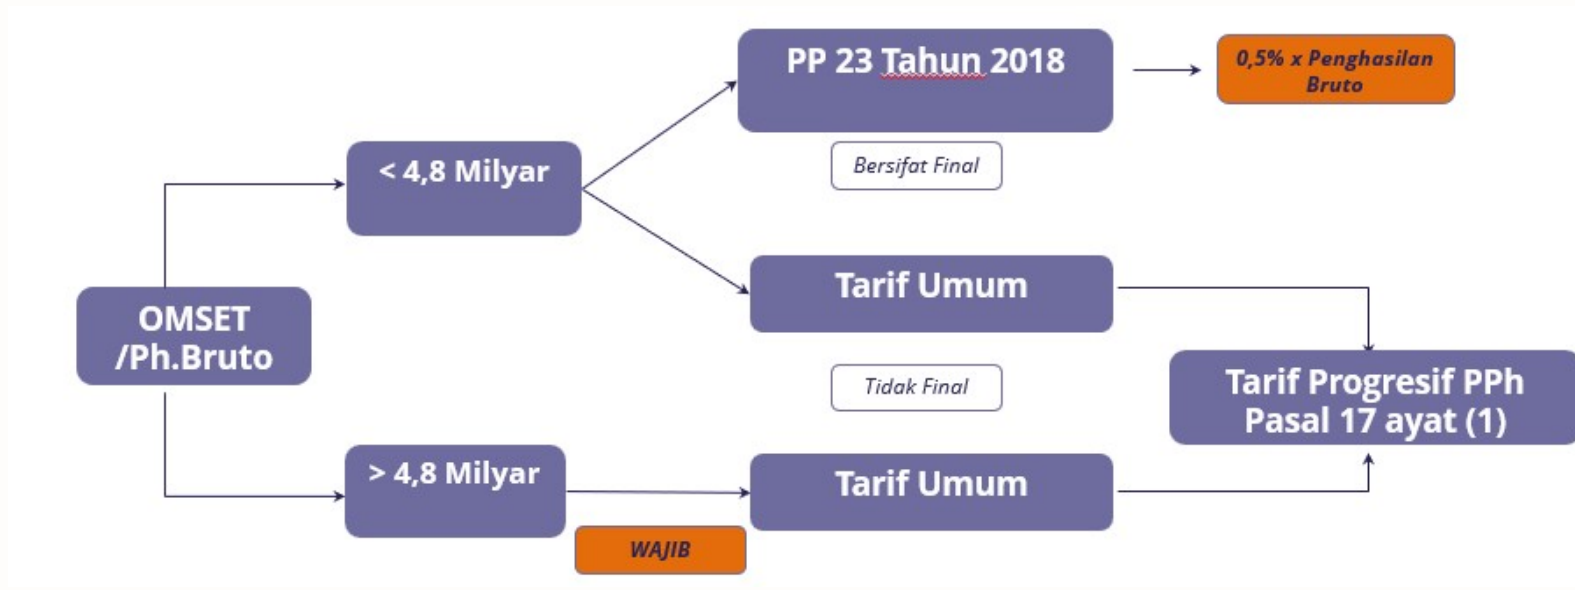 PP 23 Tahun 2018
0,5% x Penghasilan
Bruto
< 4,8 Milyar
Bersifat Final
Tarif Umum
OMSET
/Ph.Bruto
Tidak Final
Tarif Progresif PPh
Pasal 17 ayat (1)
> 4,8 Milyar
Tarif Umum
WAJIB